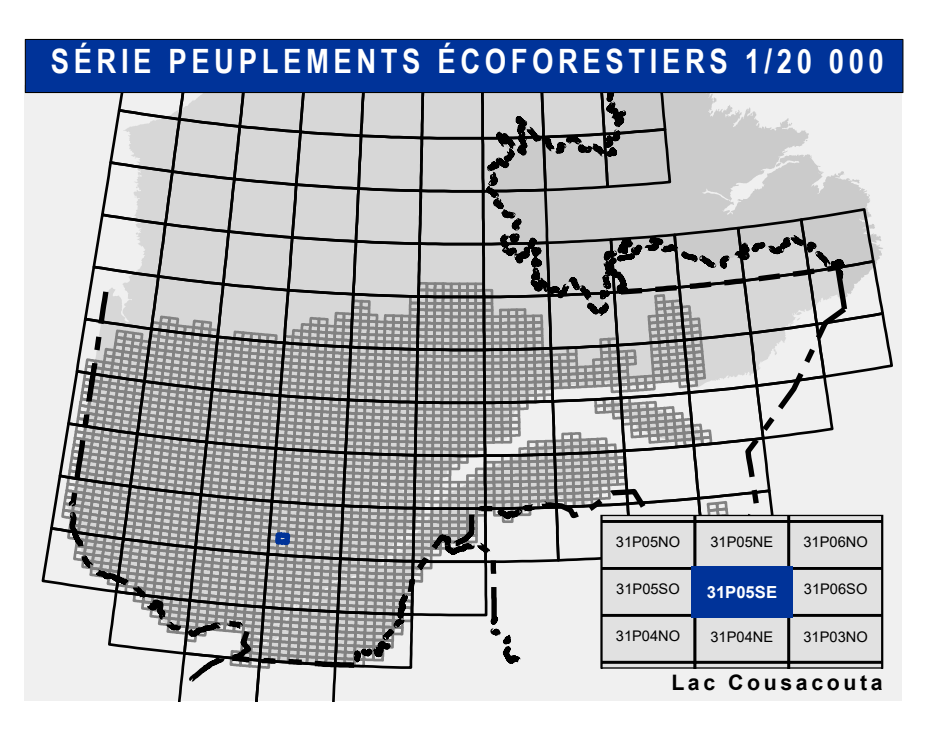 SÉRIE PEUPLEMENTS ÉCOFORESTIERS 1/20 000
31P05NO 31P05NE 31P06NO
31P05SO 31P05SE 31P06SO
31P04NO 31P04NE 31P03NO
Lac Cousacouta